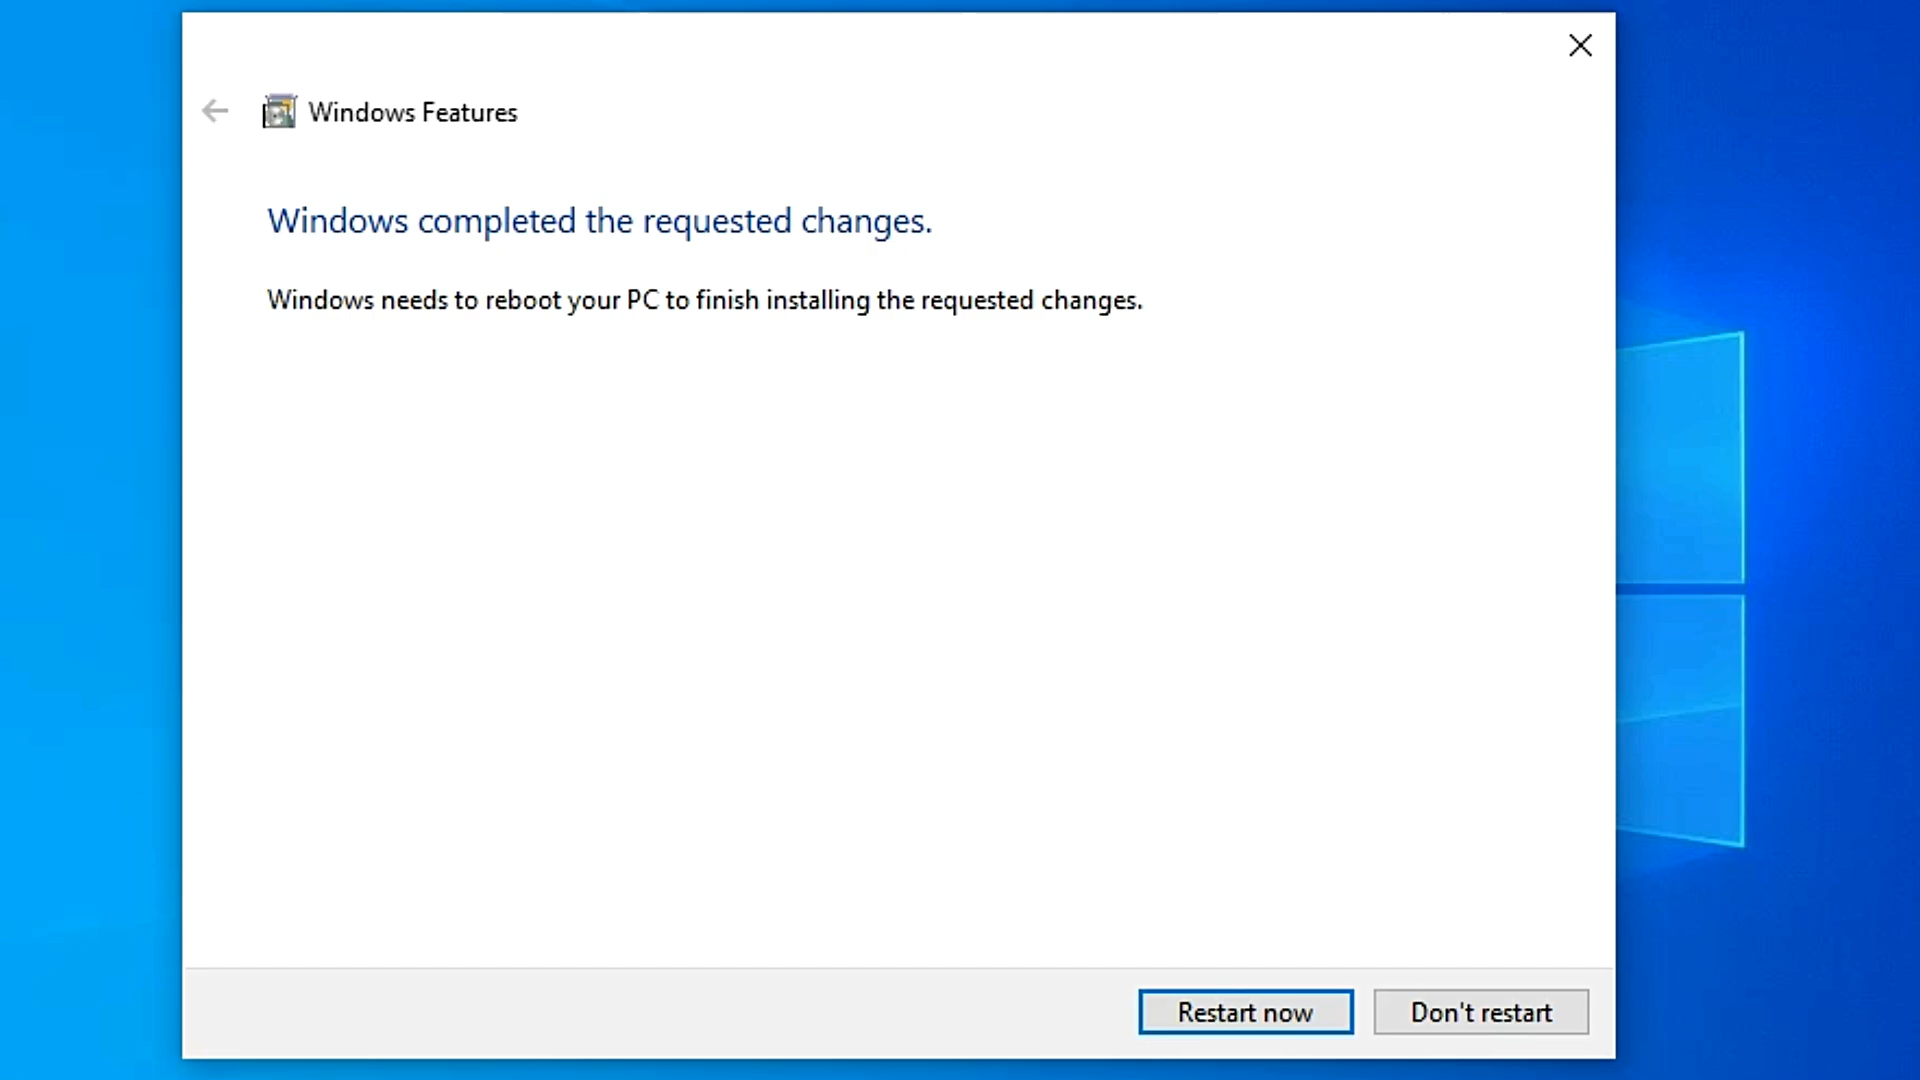 Windows Features
Windows completed the requested changes.
Windows needs to reboot your PC to finish installing the requested changes.
Restart now
Don't restart